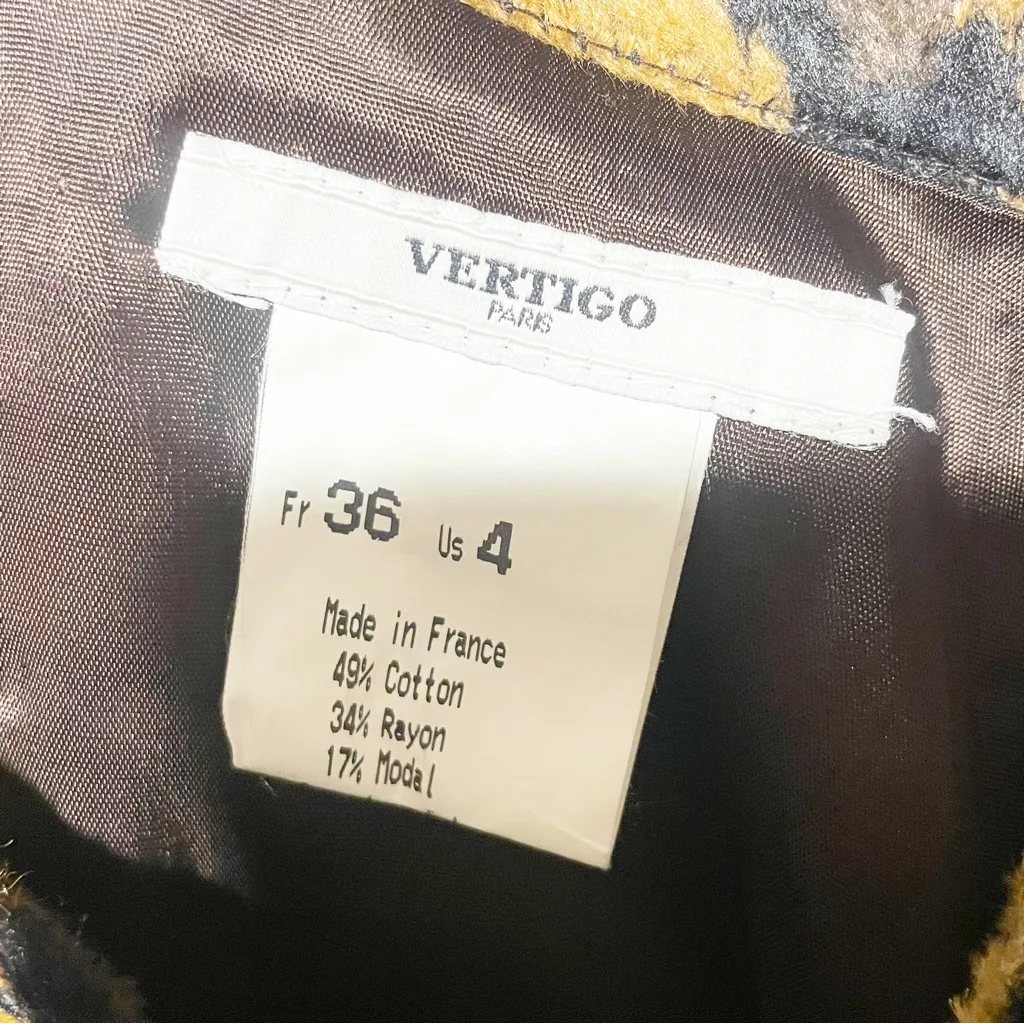 VERTIGO
PARIS
Fr 36 Us 4
Made in France
49% Cotton
34% Rayon
17% Modal